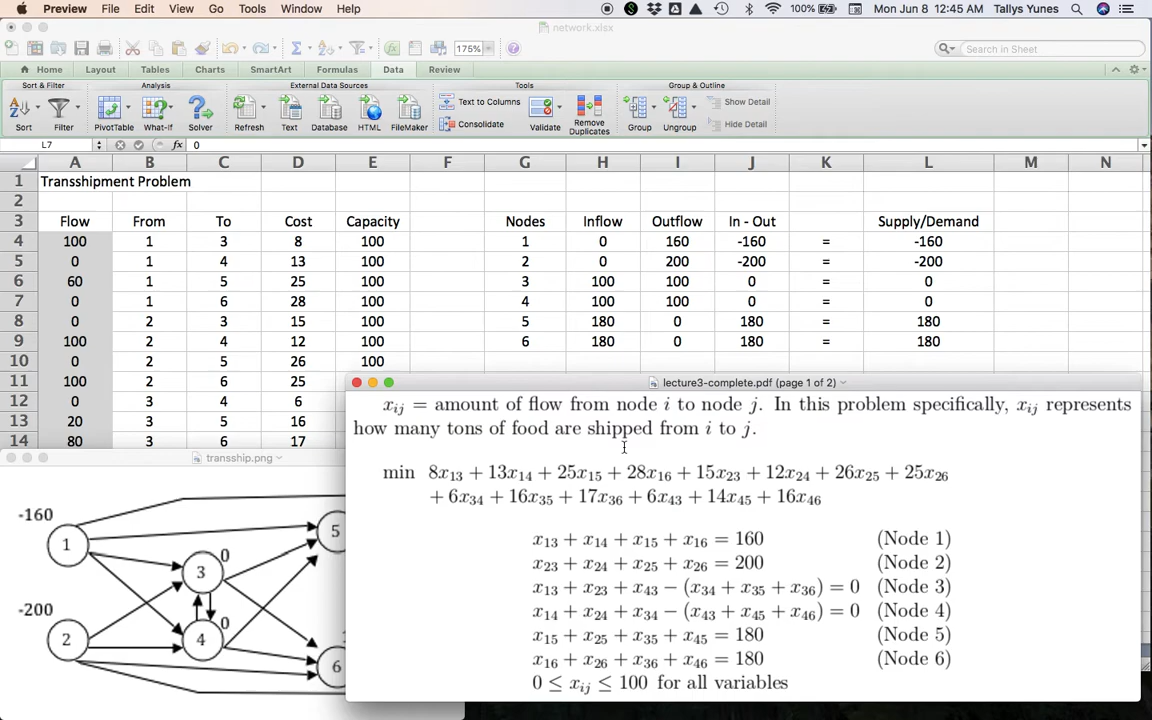 Preview File Edit View Go Tools Window Help 100% Mon Jun 8 12:45 AM Tallys Yunes
network.xlsx
175% Search in Sheet
Home Layout Tables Charts SmartArt Formulas Data Review
Sort & Filter Analysis External Data Sources Tools Group & Outline
Text to Columns Show Detail
Consolidate Hide Detail
Sort Filter PivotTable What-If Solver Refresh Text Database HTML FileMaker Validate Remove Duplicates Group Ungroup
L7 fx 0
A B C D E F G H I J K L M N
1 Transshipment Problem
2
3 Flow From To Cost Capacity Nodes Inflow Outflow In - Out Supply/Demand
4 100 1 3 8 100 1 0 160 -160 = -160
5 0 1 4 13 100 2 0 200 -200 = -200
6 60 1 5 25 100 3 100 100 0 = 0
7 0 1 6 28 100 4 100 100 0 = 0
8 0 2 3 15 100 5 180 0 180 = 180
9 100 2 4 12 100 6 180 0 180 = 180
10 0 2 5 26 100
11 100 2 6 25
12 0 3 4 6
13 20 3 5 16
14 80 3 6 17
transship.png
-160
1
-200
2
0
3
0
4
5
6
lecture3-complete.pdf (page 1 of 2)
xij = amount of flow from node i to node j. In this problem specifically, xij represents
how many tons of food are shipped from i to j.
min 8x13 + 13x14 + 25x15 + 28x16 + 15x23 + 12x24 + 26x25 + 25x26
+ 6x34 + 16x35 + 17x36 + 6x43 + 14x45 + 16x46
x13 + x14 + x15 + x16 = 160 (Node 1)
x23 + x24 + x25 + x26 = 200 (Node 2)
x13 + x23 + x43 − (x34 + x35 + x36) = 0 (Node 3)
x14 + x24 + x34 − (x43 + x45 + x46) = 0 (Node 4)
x15 + x25 + x35 + x45 = 180 (Node 5)
x16 + x26 + x36 + x46 = 180 (Node 6)
0 ≤ xij ≤ 100 for all variables